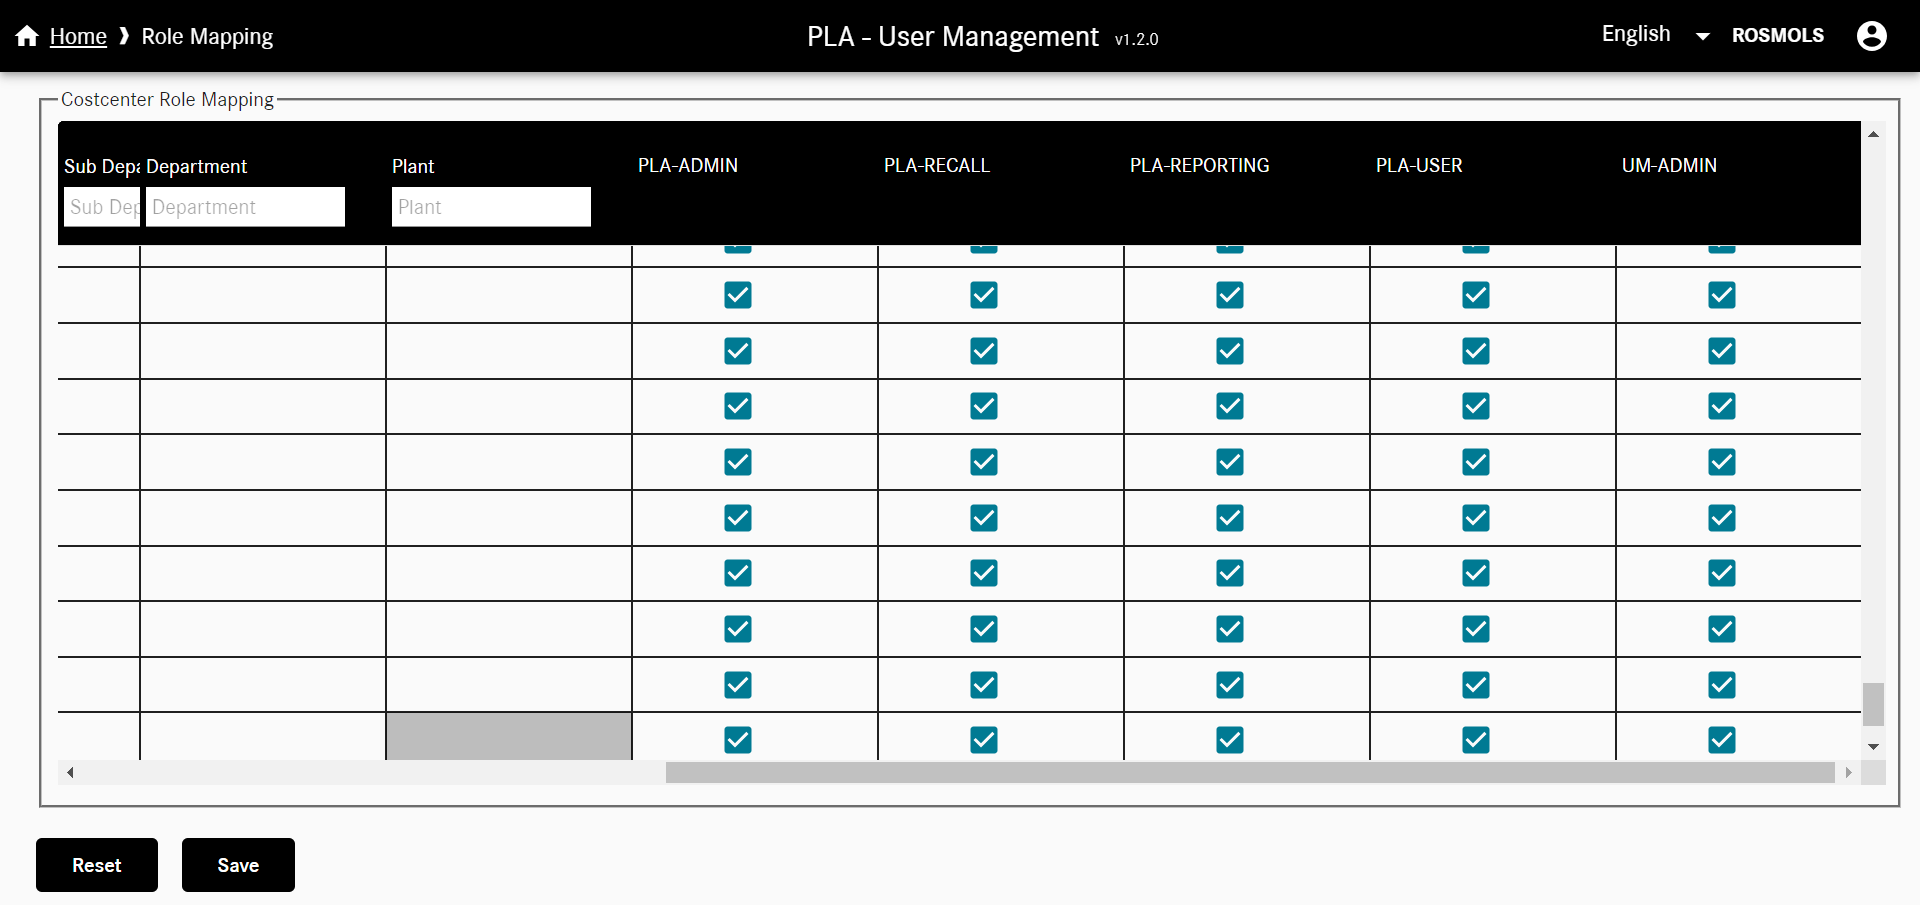 Home ❱ Role Mapping
PLA - User Management v1.2.0
English
ROSMOLS
Costcenter Role Mapping
Sub Depa Department Plant PLA-ADMIN PLA-RECALL PLA-REPORTING PLA-USER UM-ADMIN
Sub Dep Department Plant
Reset Save